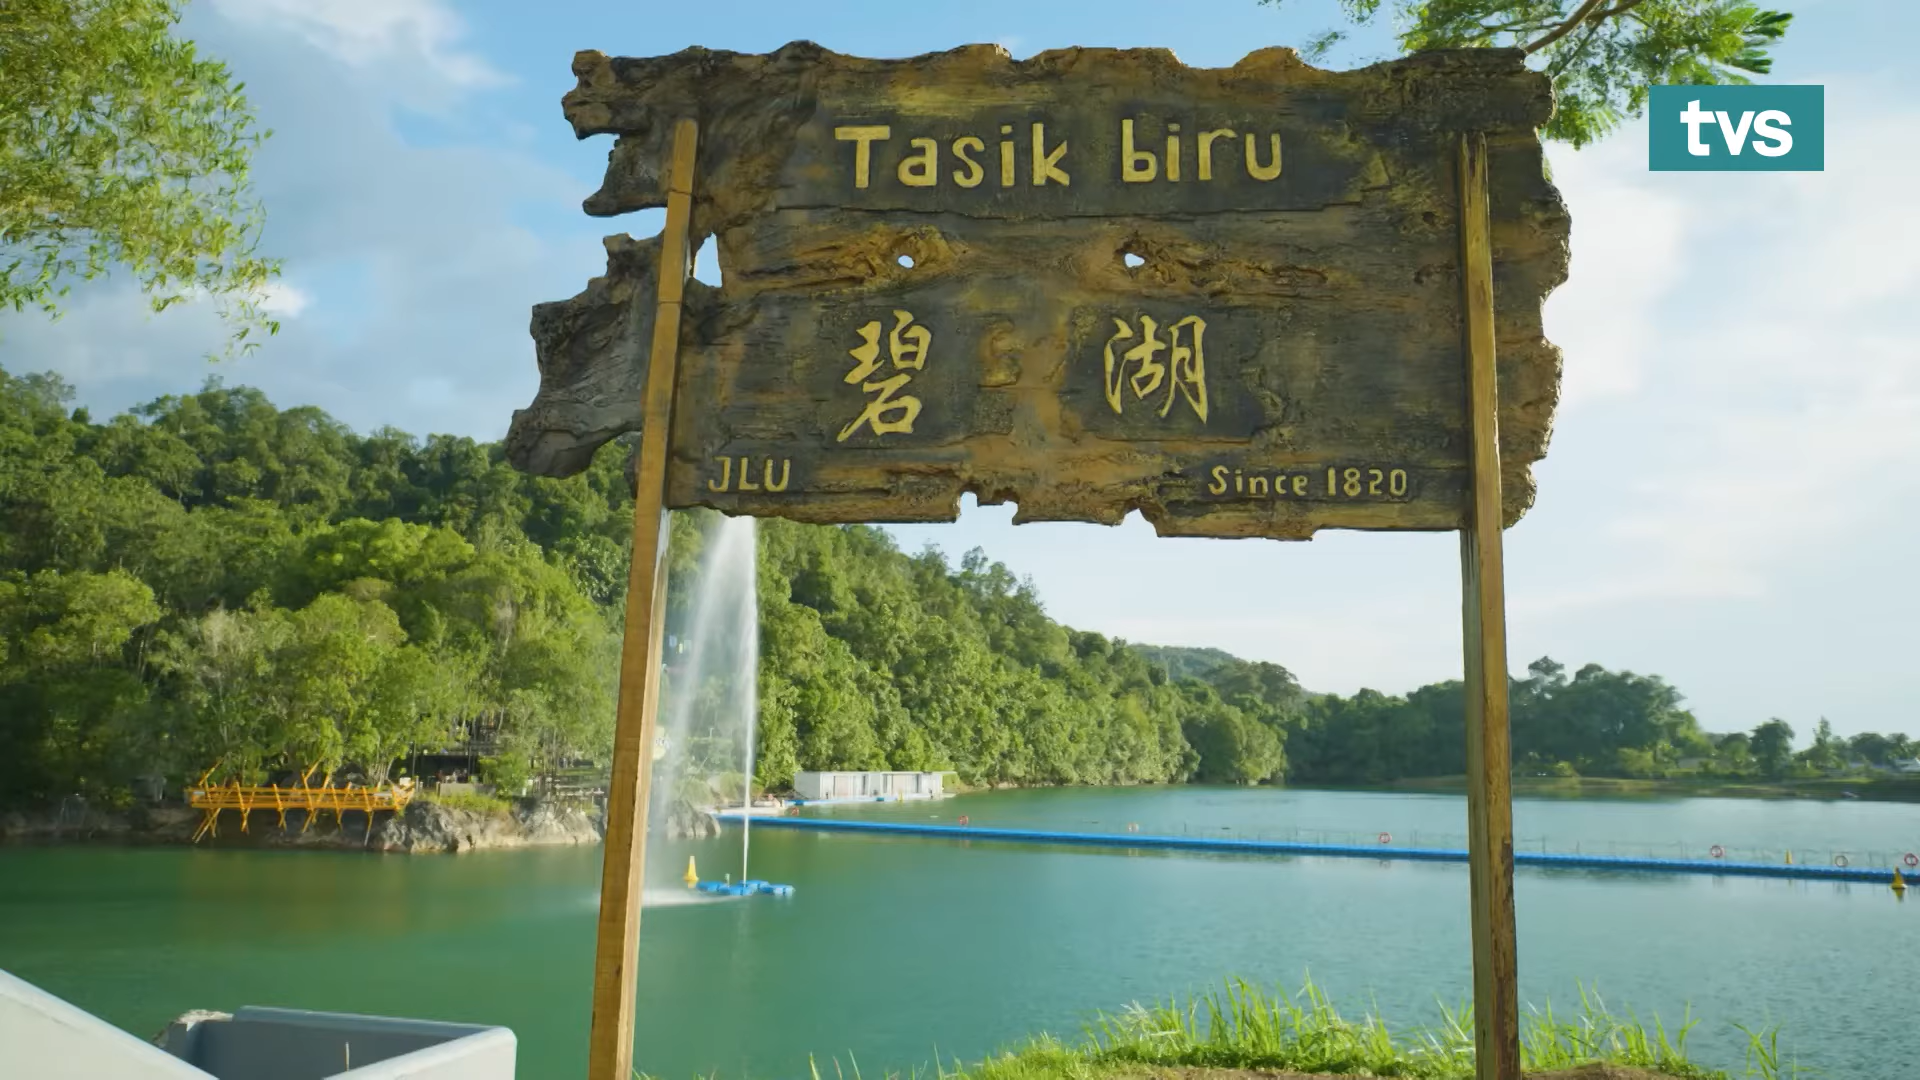 tvs
Tasik biru
碧 湖
JLU
Since 1820